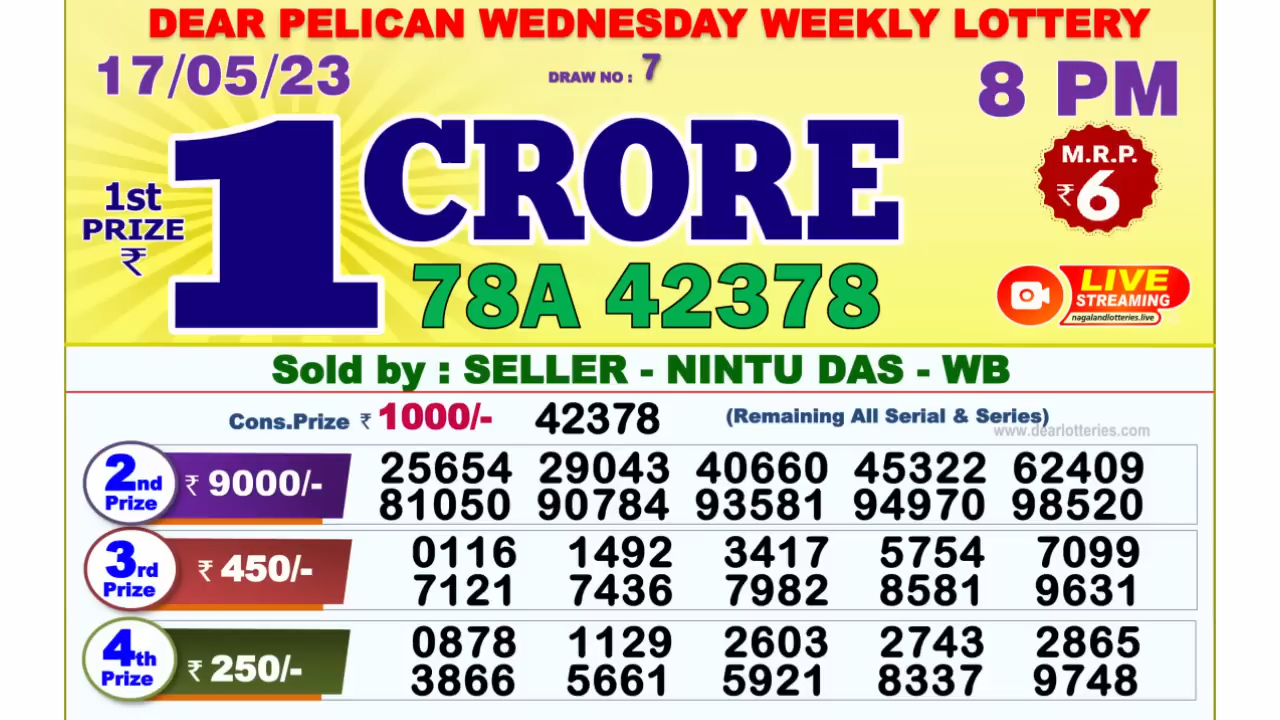 DEAR PELICAN WEDNESDAY WEEKLY LOTTERY
17/05/23
DRAW NO : 7
8 PM
1st
PRIZE
₹
1 CRORE
M.R.P.
₹ 6
78A 42378
LIVE
STREAMING
nagalandlotteries.live
Sold by : SELLER - NINTU DAS - WB
Cons.Prize ₹ 1000/- 42378 (Remaining All Serial & Series)
www.dearlotteries.com
2nd Prize ₹ 9000/-
25654 29043 40660 45322 62409
81050 90784 93581 94970 98520
3rd Prize ₹ 450/-
0116 1492 3417 5754 7099
7121 7436 7982 8581 9631
4th Prize ₹ 250/-
0878 1129 2603 2743 2865
3866 5661 5921 8337 9748